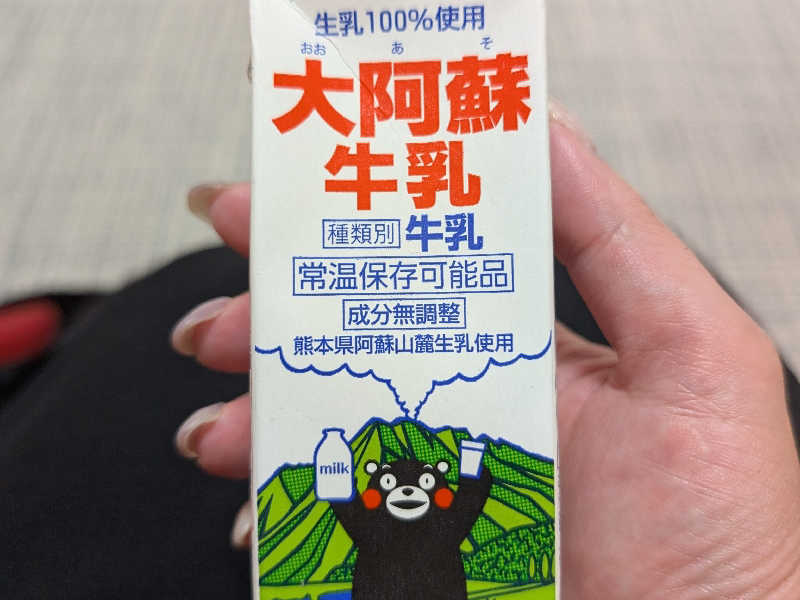 生乳100%使用
おお あ そ
大阿蘇
牛乳
種類別 牛乳
常温保存可能品
成分無調整
熊本県阿蘇山麓生乳使用
milk